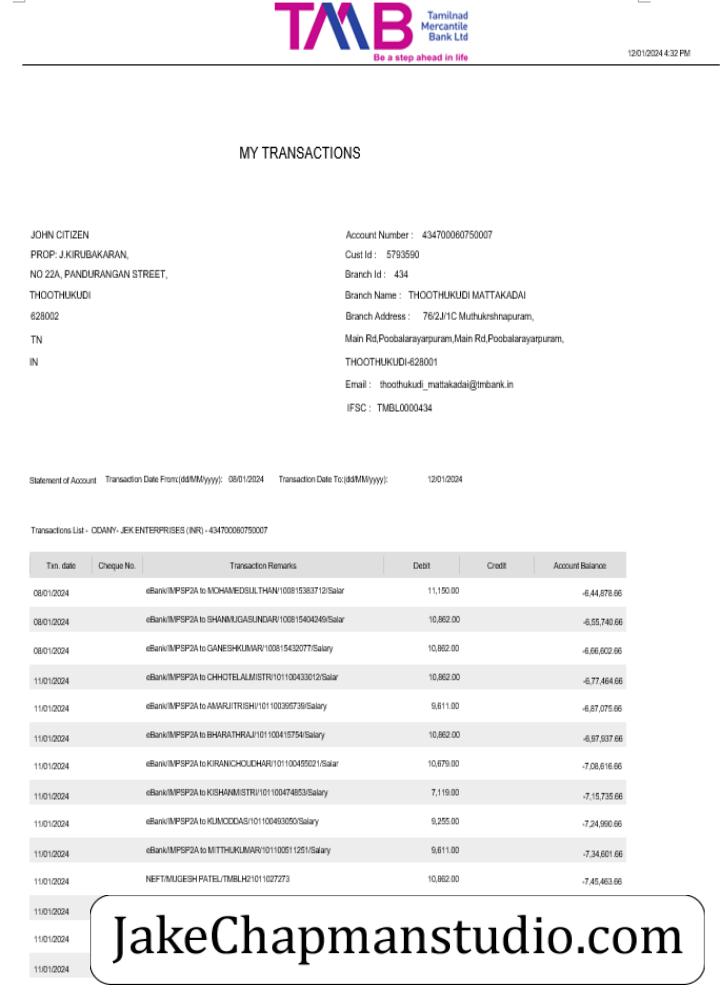 TMB
Tamilnad
Mercantile
Bank Ltd
Be a step ahead in life
12/01/2024 4:32 PM
MY TRANSACTIONS
JOHN CITIZEN
PROP: J.KIRUBAKARAN,
NO 22A, PANDURANGAN STREET,
THOOTHUKUDI
628002
TN
IN
Account Number : 434700060750007
Cust Id : 5793590
Branch Id : 434
Branch Name : THOOTHUKUDI MATTAKADAI
Branch Address : 76/2J/1C Muthukrshnapuram,
Main Rd,Poobalarayarpuram,Main Rd,Poobalarayarpuram,
THOOTHUKUDI-628001
Email : thoothukudi_mattakadai@tmbank.in
IFSC : TMBL0000434
Statement of Account Transaction Date From:(dd/MM/yyyy): 08/01/2024 Transaction Date To:(dd/MM/yyyy): 12/01/2024
Transactions List - ODANY- JEK ENTERPRISES (INR) - 434700060750007
Txn. date Cheque No. Transaction Remarks Debit Credit Account Balance
08/01/2024 eBank/IMPSP2A to MOHAMEDSULTHAN/100815383712/Salar 11,150.00 -6,44,878.66
08/01/2024 eBank/IMPSP2A to SHANMUGASUNDAR/100815404249/Salar 10,862.00 -6,55,740.66
08/01/2024 eBank/IMPSP2A to GANESHKUMAR/100815432077/Salary 10,862.00 -6,66,602.66
11/01/2024 eBank/IMPSP2A to CHHOTELALMISTR/101100433012/Salar 10,862.00 -6,77,464.66
11/01/2024 eBank/IMPSP2A to AMARJITRISHI/101100395739/Salary 9,611.00 -6,87,075.66
11/01/2024 eBank/IMPSP2A to BHARATHRAJ/101100415754/Salary 10,862.00 -6,97,937.66
11/01/2024 eBank/IMPSP2A to KIRANICHOUDHAR/101100455021/Salar 10,679.00 -7,08,616.66
11/01/2024 eBank/IMPSP2A to KISHANMISTRI/101100474853/Salary 7,119.00 -7,15,735.66
11/01/2024 eBank/IMPSP2A to KUMODDAS/101100493050/Salary 9,255.00 -7,24,990.66
11/01/2024 eBank/IMPSP2A to MITTHUKUMAR/101100511251/Salary 9,611.00 -7,34,601.66
11/01/2024 NEFT/MUGESH PATEL/TMBLH21011027273 10,862.00 -7,45,463.66
11/01/2024
11/01/2024
11/01/2024
JakeChapmanstudio.com